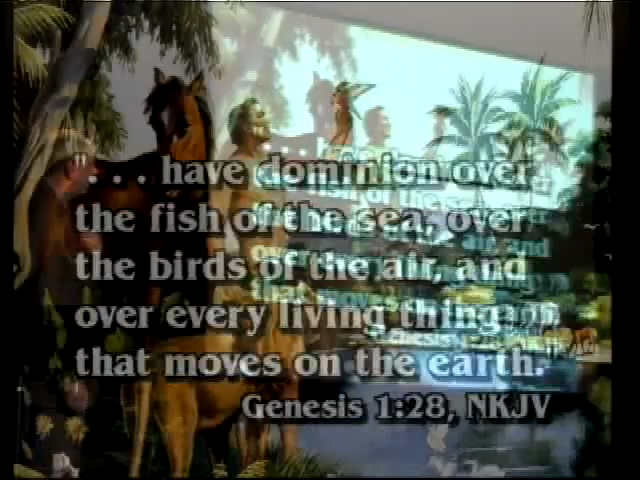 ". . . have dominion over
the fish of the sea, over
the birds of the air, and
over every living thing
that moves on the earth."
Genesis 1:28, NKJV